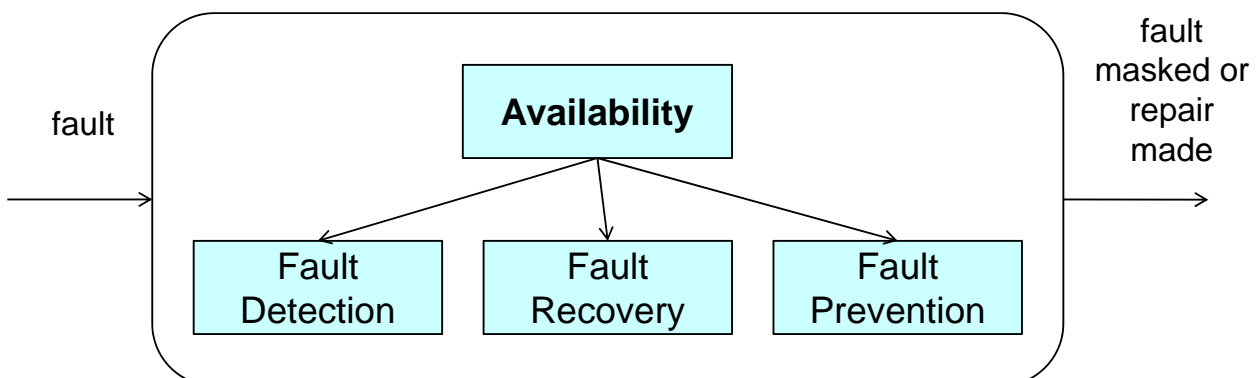 fault
Availability
fault
masked or
repair
made
Fault
Detection
Fault
Recovery
Fault
Prevention